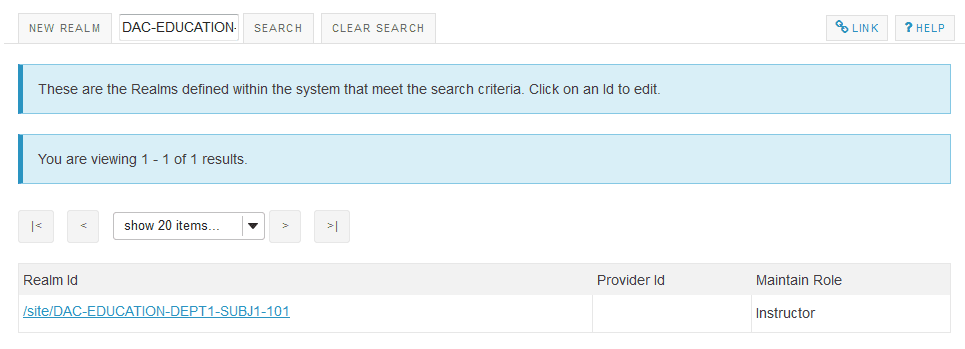 NEW REALM DAC-EDUCATION- SEARCH CLEAR SEARCH LINK ? HELP
These are the Realms defined within the system that meet the search criteria. Click on an Id to edit.
You are viewing 1 - 1 of 1 results.
|< < show 20 items... > >|
Realm Id Provider Id Maintain Role
/site/DAC-EDUCATION-DEPT1-SUBJ1-101 Instructor